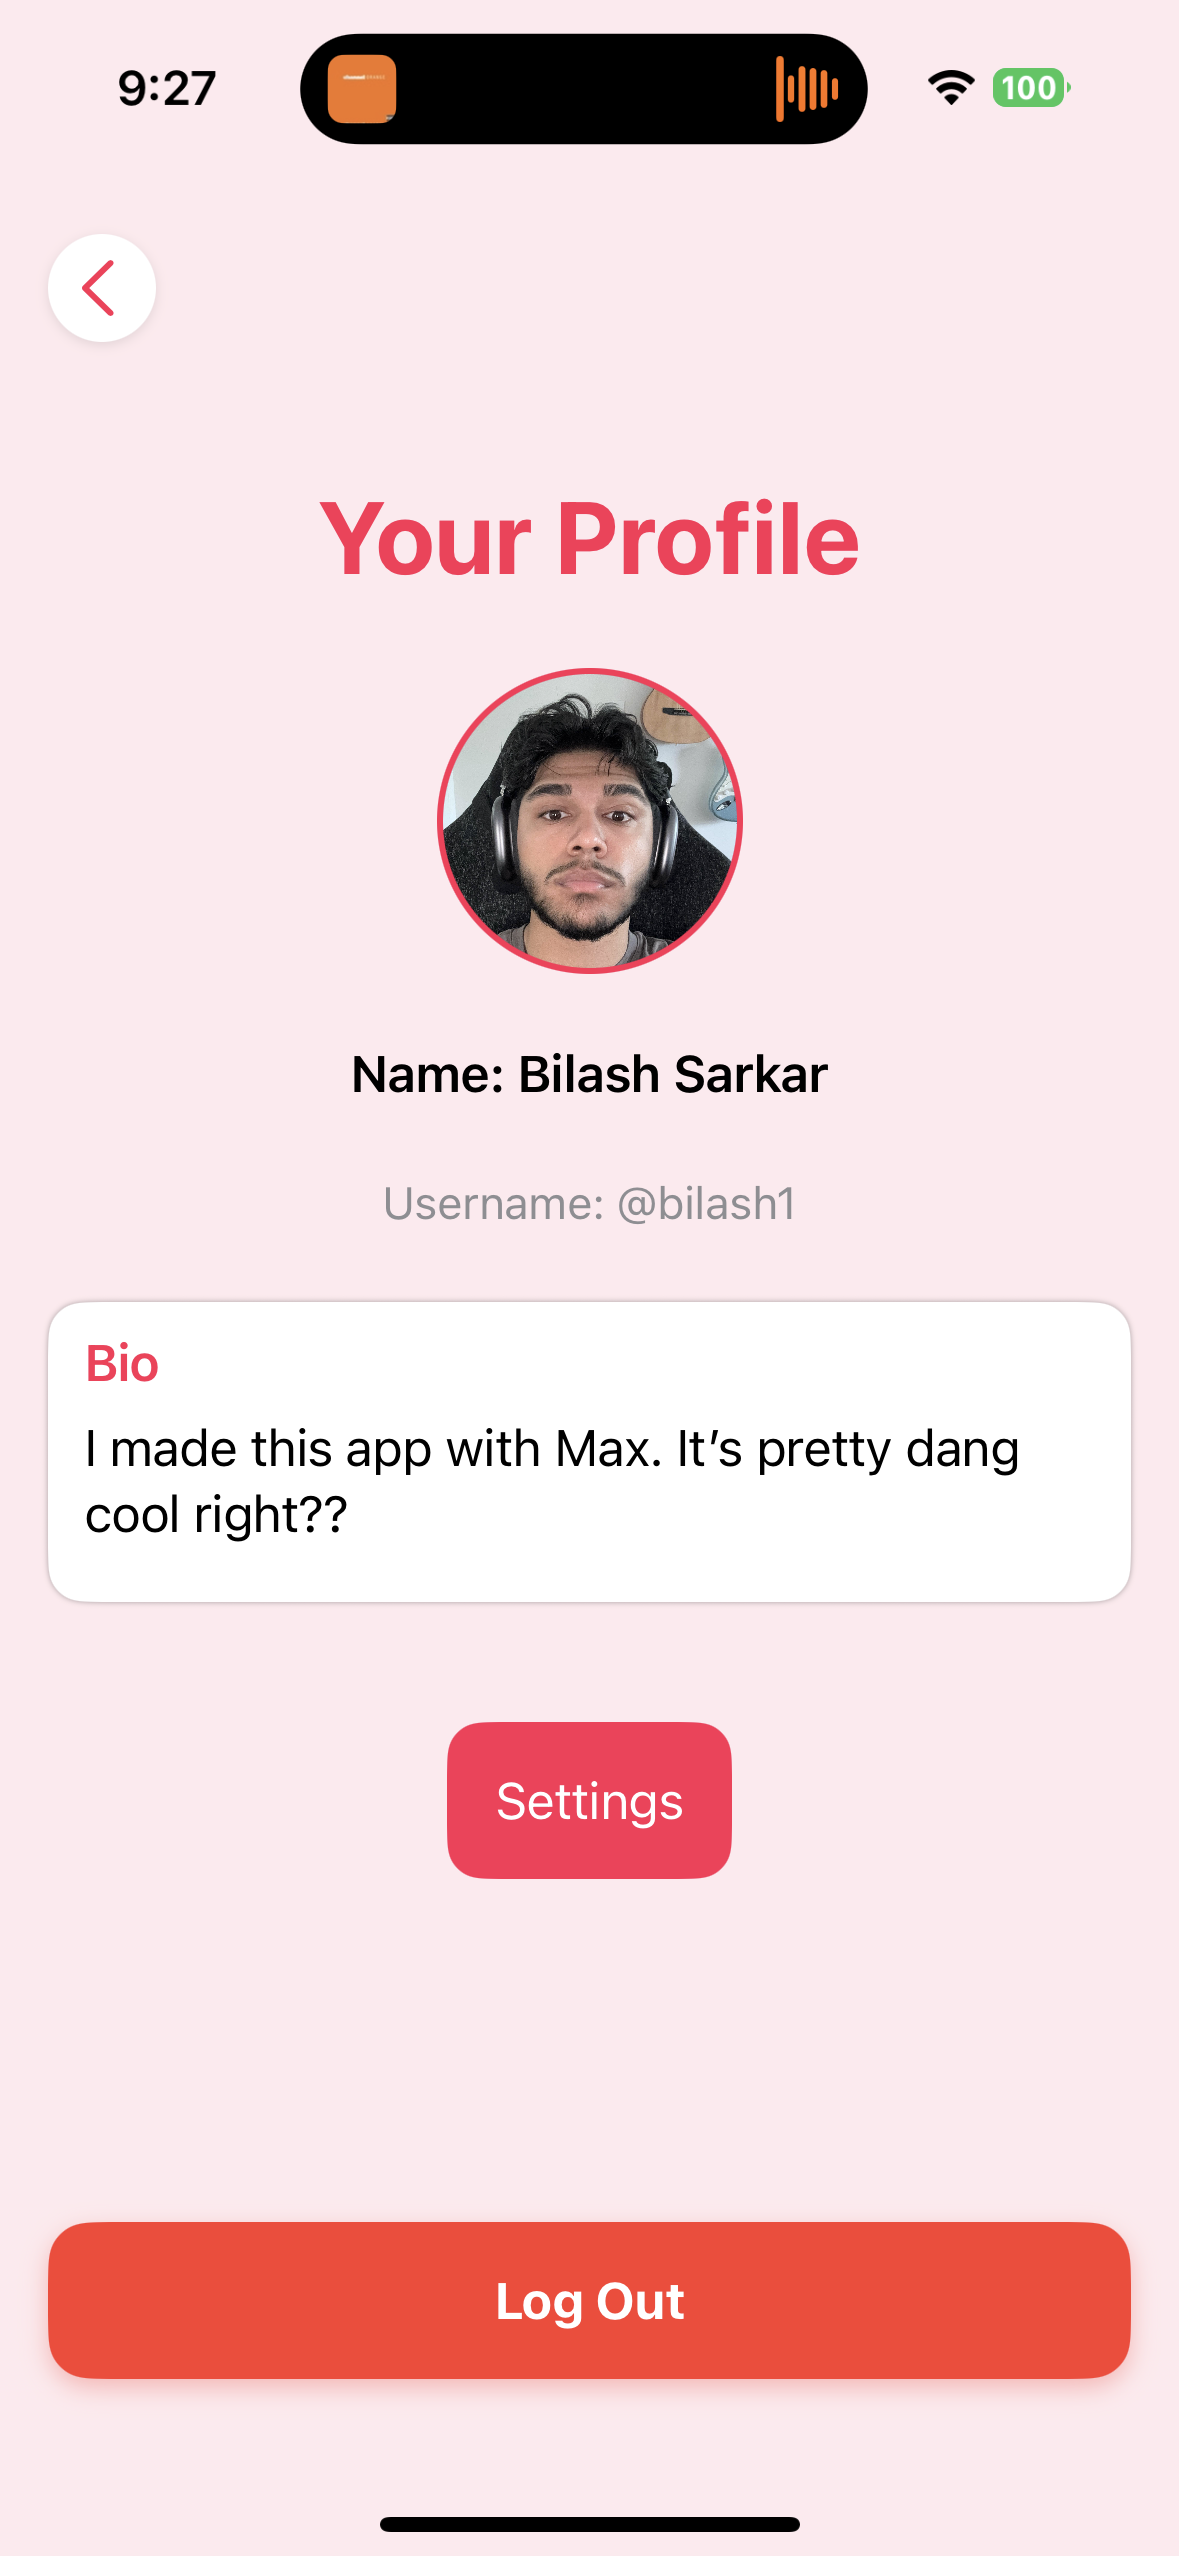 9:27
100
Your Profile
Name: Bilash Sarkar
Username: @bilash1
Bio
I made this app with Max. It’s pretty dang
cool right??
Settings
Log Out